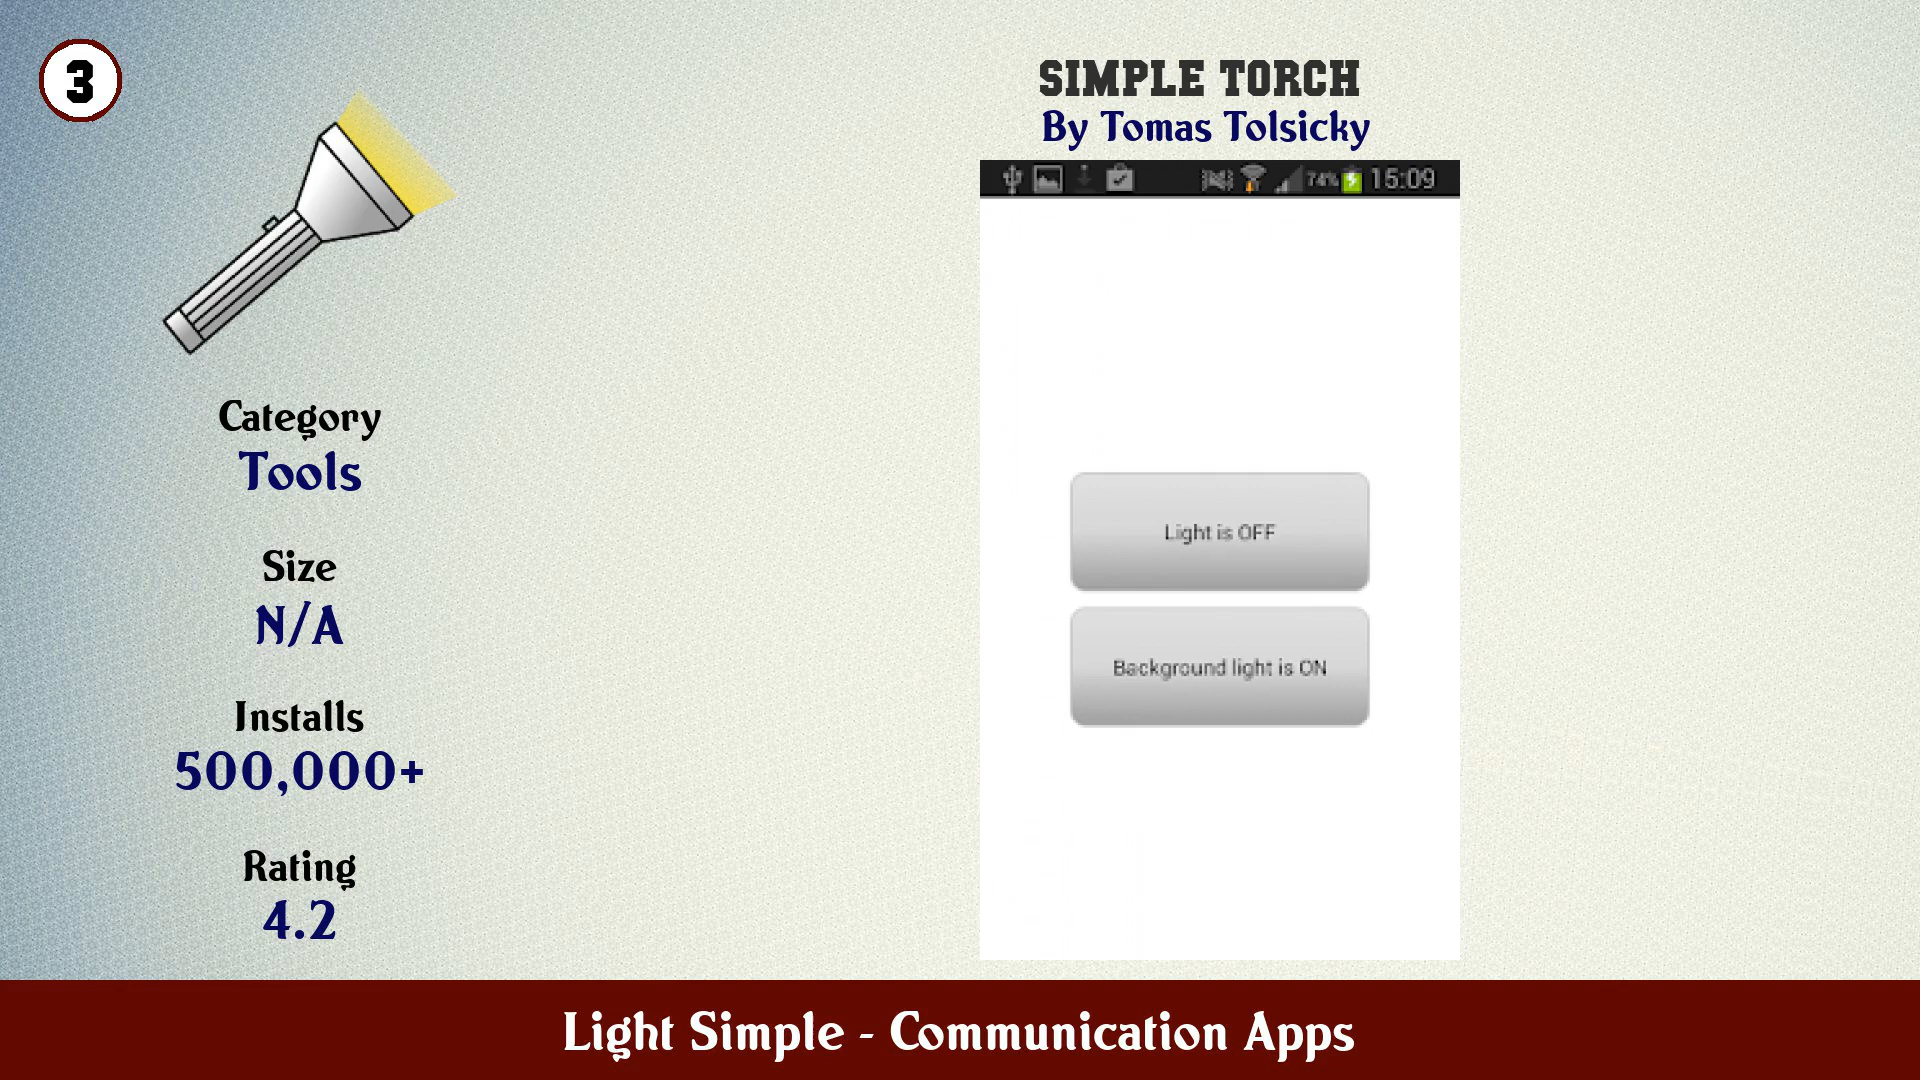 3
SIMPLE TORCH
By Tomas Tolsicky
74% 15:09
Category
Tools
Size
N/A
Installs
500,000+
Rating
4.2
Light is OFF
Background light is ON
Light Simple - Communication Apps